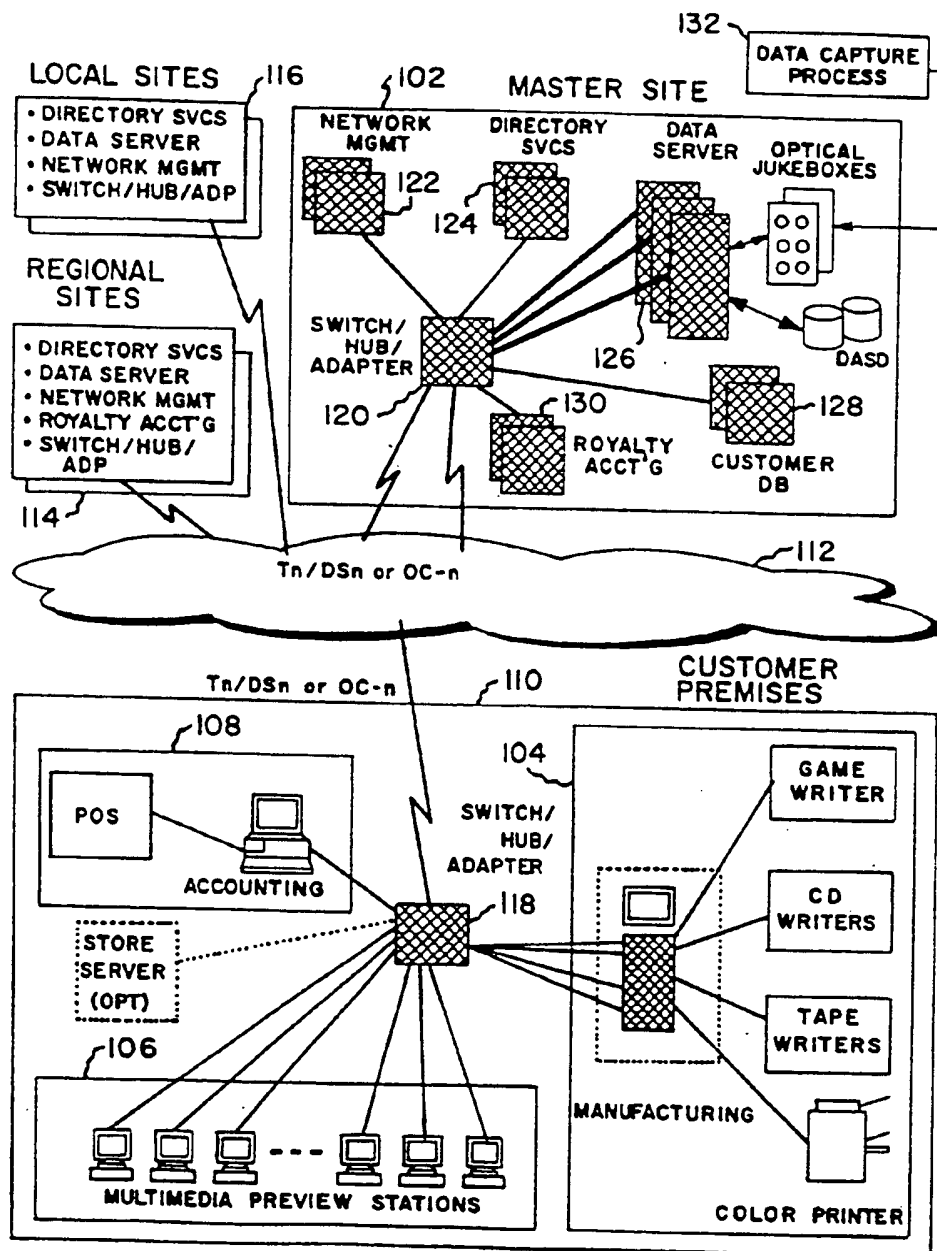 132
DATA CAPTURE
PROCESS
LOCAL SITES
116
• DIRECTORY SVCS
• DATA SERVER
• NETWORK MGMT
• SWITCH/HUB/ADP
REGIONAL
SITES
• DIRECTORY SVCS
• DATA SERVER
• NETWORK MGMT
• ROYALTY ACCT'G
• SWITCH/HUB/
ADP
114
102
MASTER SITE
NETWORK
MGMT
122
DIRECTORY
SVCS
124
DATA
SERVER
126
OPTICAL
JUKEBOXES
DASD
SWITCH/
HUB/
ADAPTER
120
130
ROYALTY
ACCT'G
128
CUSTOMER
DB
112
Tn/DSn or OC-n
Tn/DSn or OC-n
110
CUSTOMER
PREMISES
108
POS
ACCOUNTING
STORE
SERVER
(OPT)
SWITCH/
HUB/
ADAPTER
118
106
MULTIMEDIA PREVIEW STATIONS
104
GAME
WRITER
CD
WRITERS
TAPE
WRITERS
MANUFACTURING
COLOR PRINTER